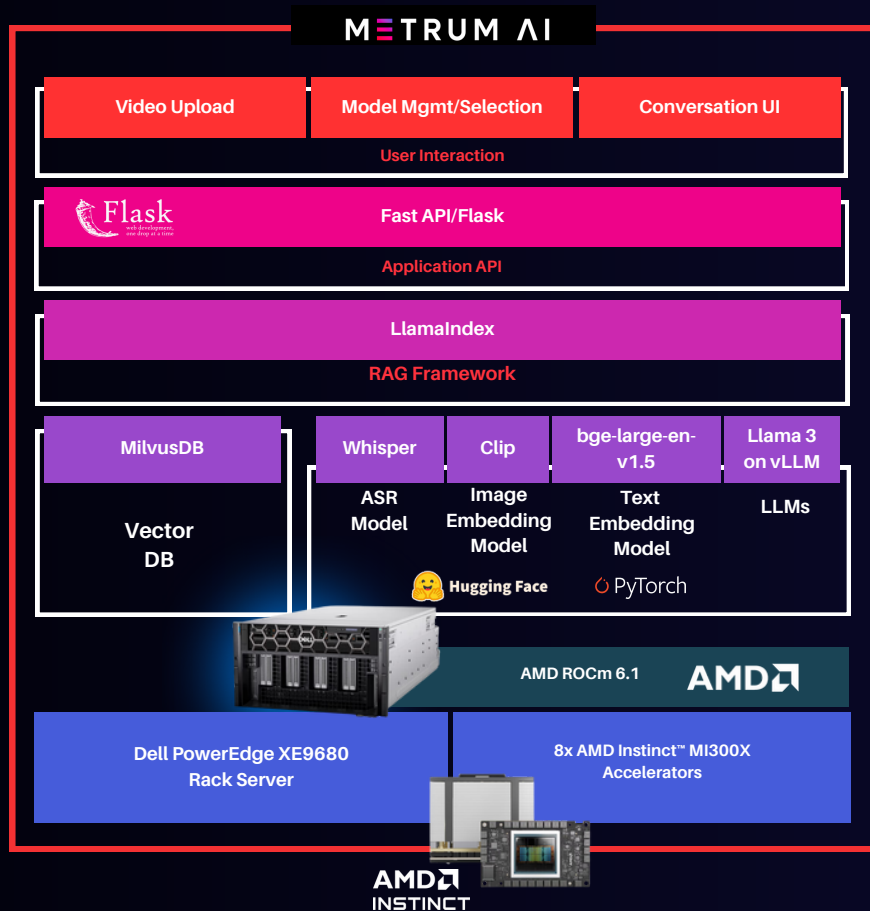 METRUM AI
Video Upload
Model Mgmt/Selection
Conversation UI
User Interaction
Flask
web development,
one drop at a time
Fast API/Flask
Application API
LlamaIndex
RAG Framework
MilvusDB
Vector
DB
Whisper
Clip
bge-large-en-
v1.5
Llama 3
on vLLM
ASR
Model
Image
Embedding
Model
Text
Embedding
Model
LLMs
Hugging Face
PyTorch
DELL
AMD ROCm 6.1
AMD
Dell PowerEdge XE9680
Rack Server
8x AMD Instinct™ MI300X
Accelerators
AMD
INSTINCT